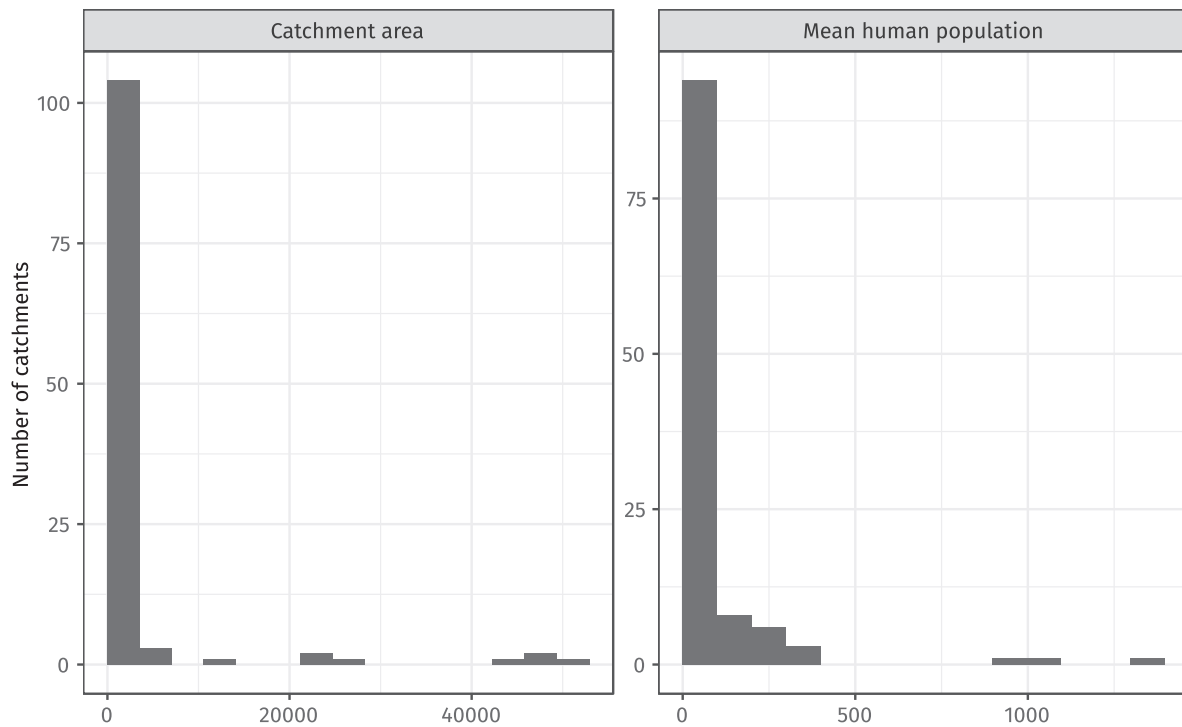 Catchment area
Mean human population
Number of catchments
100
75
50
25
0
75
50
25
0
0 20000 40000
0 500 1000